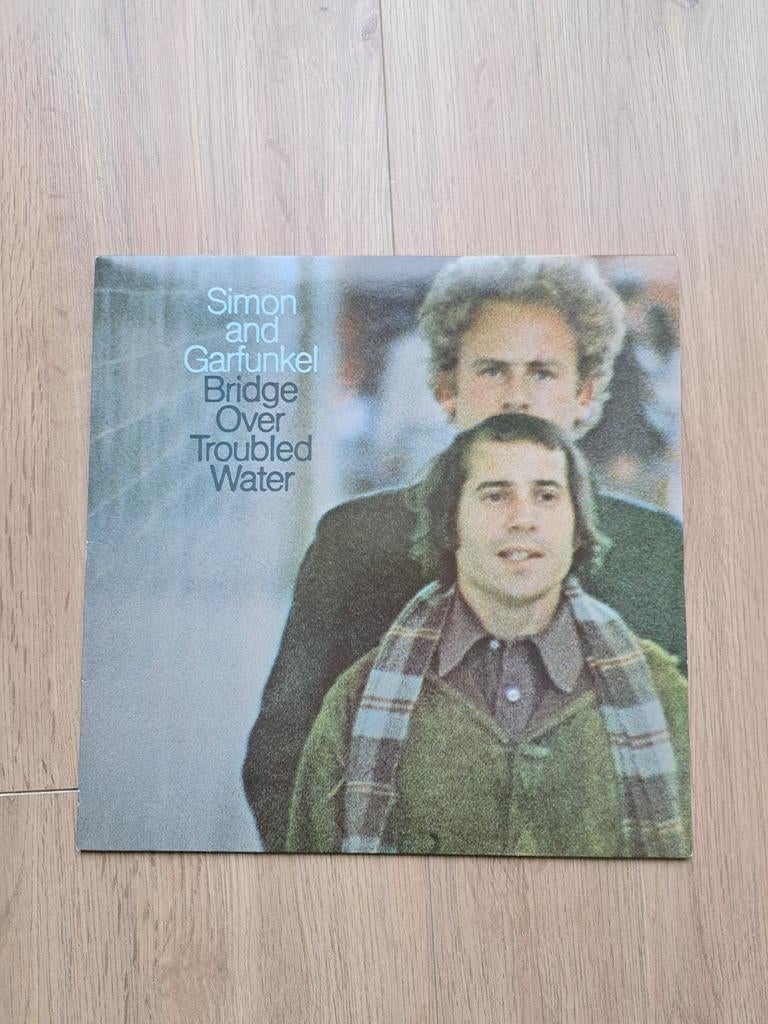 Simon
and
Garfunkel
Bridge
Over
Troubled
Water